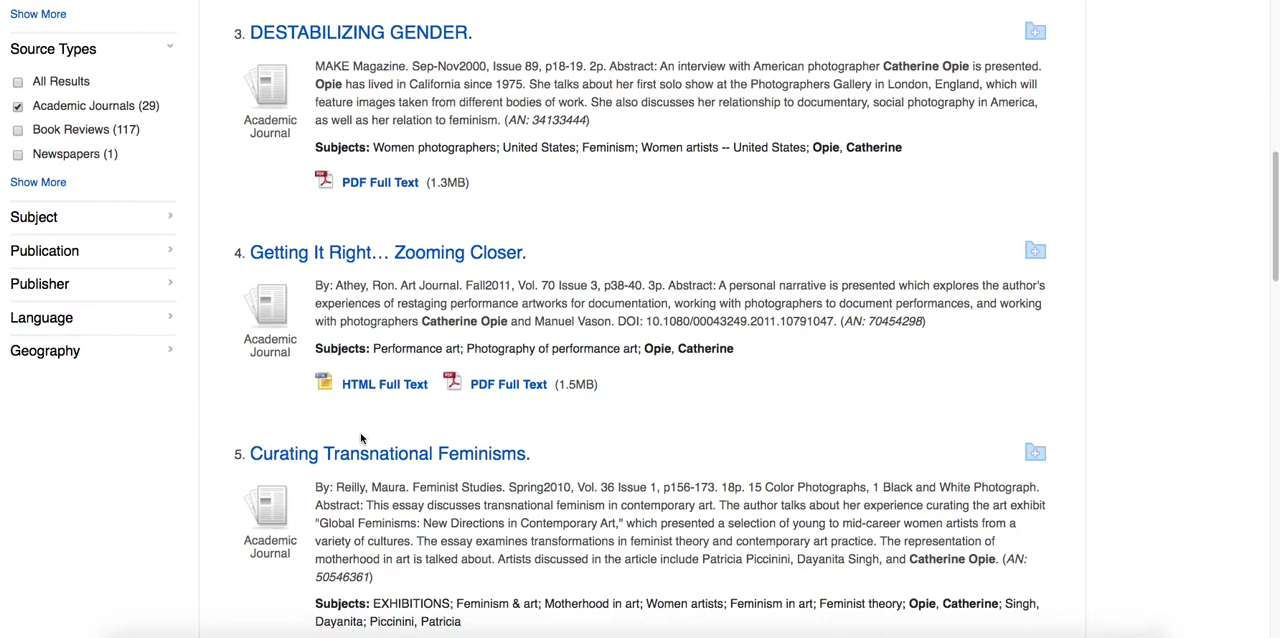 Show More
Source Types
All Results
Academic Journals (29)
Book Reviews (117)
Newspapers (1)
Show More
Subject
Publication
Publisher
Language
Geography
3. DESTABILIZING GENDER.
Academic
Journal
MAKE Magazine. Sep-Nov2000, Issue 89, p18-19. 2p. Abstract: An interview with American photographer Catherine Opie is presented.
Opie has lived in California since 1975. She talks about her first solo show at the Photographers Gallery in London, England, which will
feature images taken from different bodies of work. She also discusses her relationship to documentary, social photography in America,
as well as her relation to feminism. (AN: 34133444)
Subjects: Women photographers; United States; Feminism; Women artists -- United States; Opie, Catherine
PDF Full Text (1.3MB)
4. Getting It Right… Zooming Closer.
Academic
Journal
By: Athey, Ron. Art Journal. Fall2011, Vol. 70 Issue 3, p38-40. 3p. Abstract: A personal narrative is presented which explores the author's
experiences of restaging performance artworks for documentation, working with photographers to document performances, and working
with photographers Catherine Opie and Manuel Vason. DOI: 10.1080/00043249.2011.10791047. (AN: 70454298)
Subjects: Performance art; Photography of performance art; Opie, Catherine
HTML Full Text PDF Full Text (1.5MB)
5. Curating Transnational Feminisms.
Academic
Journal
By: Reilly, Maura. Feminist Studies. Spring2010, Vol. 36 Issue 1, p156-173. 18p. 15 Color Photographs, 1 Black and White Photograph.
Abstract: This essay discusses transnational feminism in contemporary art. The author talks about her experience curating the art exhibit
"Global Feminisms: New Directions in Contemporary Art," which presented a selection of young to mid-career women artists from a
variety of cultures. The essay examines transformations in feminist theory and contemporary art practice. The representation of
motherhood in art is talked about. Artists discussed in the article include Patricia Piccinini, Dayanita Singh, and Catherine Opie. (AN:
50546361)
Subjects: EXHIBITIONS; Feminism & art; Motherhood in art; Women artists; Feminism in art; Feminist theory; Opie, Catherine; Singh,
Dayanita; Piccinini, Patricia